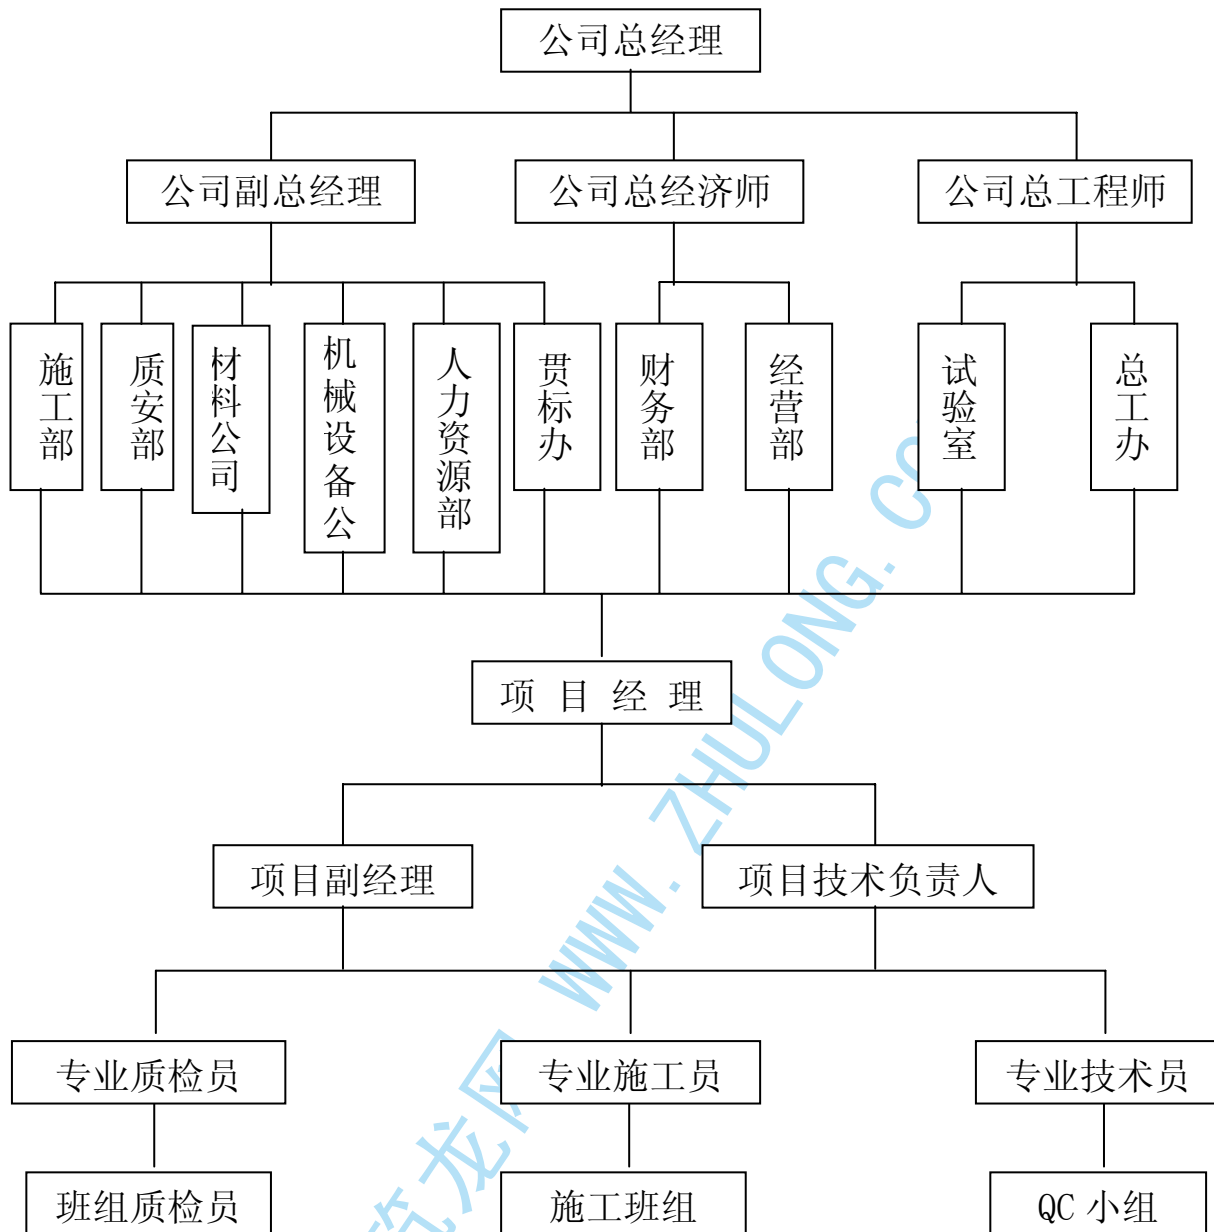 公司总经理
公司副总经理
公司总经济师
公司总工程师
施工部
质安部
材料公司
机械设备公
人力资源部
贯标办
财务部
经营部
试验室
总工办
项 目 经 理
项目副经理
项目技术负责人
专业质检员
专业施工员
专业技术员
班组质检员
施工班组
QC 小组
筑龙网 WWW. ZHULONG. CO